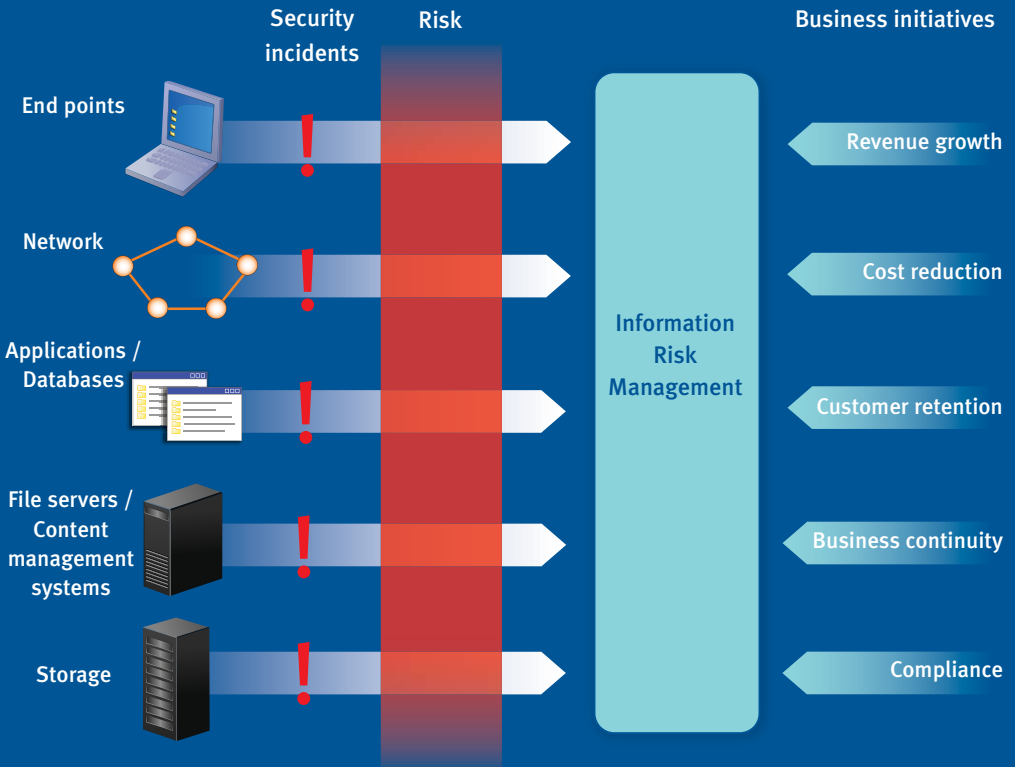 Security
incidents
Risk
Business initiatives
End points
Revenue growth
Network
Cost reduction
Applications /
Databases
Information
Risk
Management
Customer retention
File servers /
Content
management
systems
Business continuity
Storage
Compliance